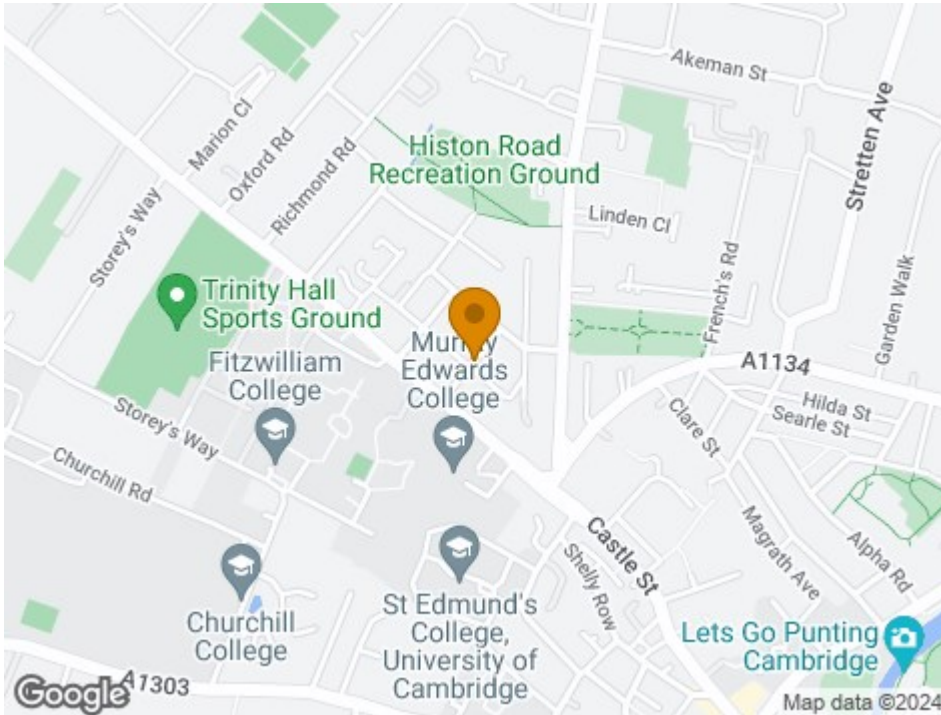 Akeman St
Marion Cl
Oxford Rd
Histon Road
Recreation Ground
Stretten Ave
Richmond Rd
Storey's Way
Linden Cl
French's Rd
Garden Walk
Trinity Hall
Sports Ground
Murray
Edwards
College
Fitzwilliam
College
A1134
Storey's Way
Clare St
Hilda St
Searle St
Churchill Rd
Castle St
Magrath Ave
Alpha Rd
Shelly Row
Churchill
College
St Edmund's
College,
University of
Cambridge
Lets Go Punting
Cambridge
A1303
Google
Map data ©2024